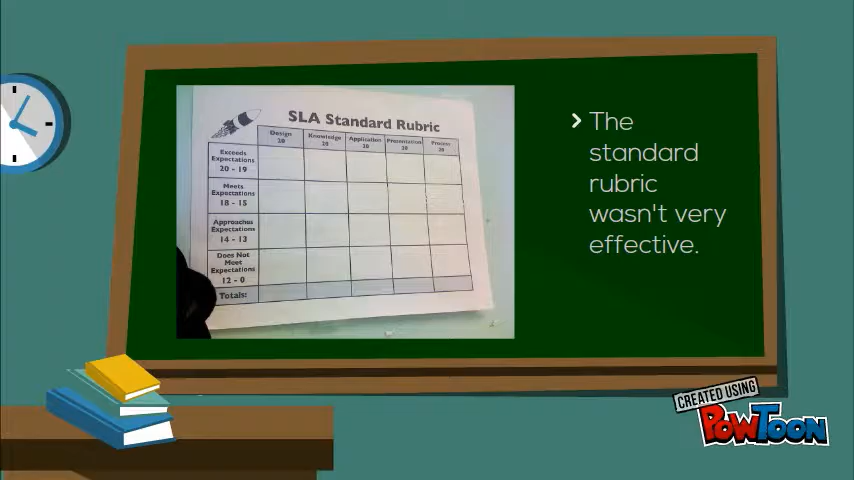 SLA Standard Rubric
Design Knowledge Application Presentation Process
20 20 20 20 20
Exceeds
Expectations
20 - 19
Meets
Expectations
18 - 15
Approaches
Expectations
14 - 13
Does Not
Meet
Expectations
12 - 0
Totals:
The
standard
rubric
wasn't very
effective.
CREATED USING
POWTOON